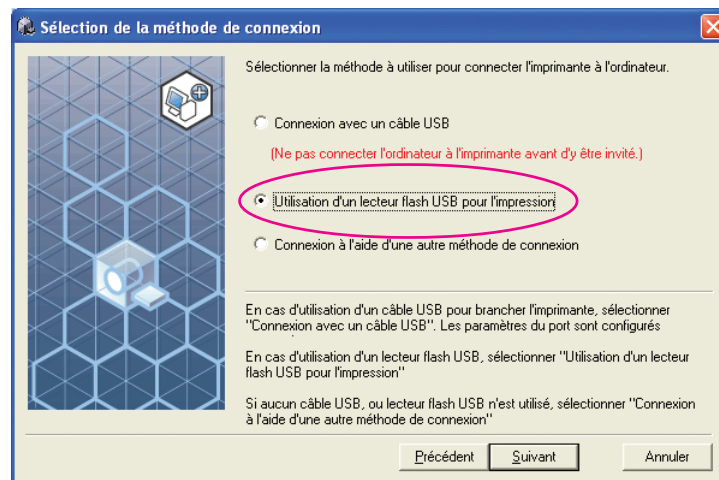 Sélection de la méthode de connexion
Sélectionner la méthode à utiliser pour connecter l'imprimante à l'ordinateur.
Connexion avec un câble USB
(Ne pas connecter l'ordinateur à l'imprimante avant d'y être invité.)
Utilisation d'un lecteur flash USB pour l'impression
Connexion à l'aide d'une autre méthode de connexion
En cas d'utilisation d'un câble USB pour brancher l'imprimante, sélectionner
"Connexion avec un câble USB". Les paramètres du port sont configurés
En cas d'utilisation d'un lecteur flash USB, sélectionner "Utilisation d'un lecteur
flash USB pour l'impression"
Si aucun câble USB, ou lecteur flash USB n'est utilisé, sélectionner "Connexion
à l'aide d'une autre méthode de connexion"
Précédent Suivant Annuler